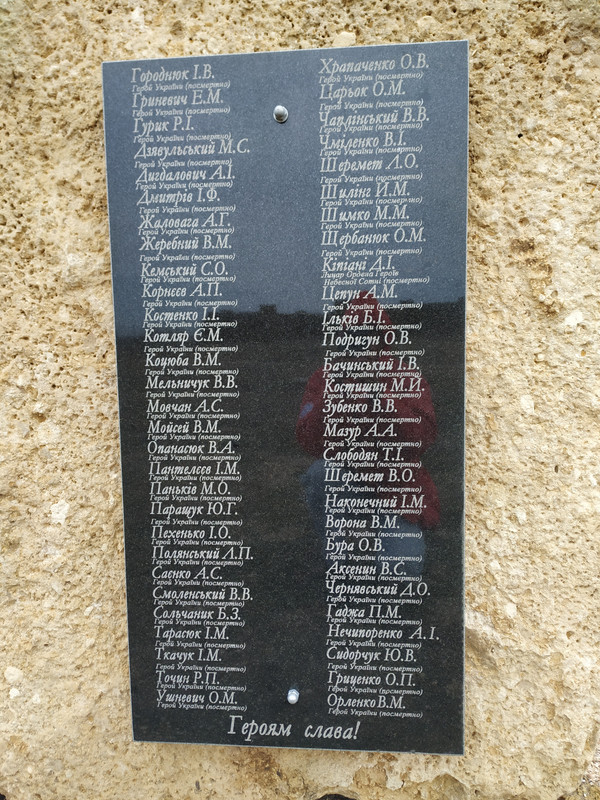 Городнюк І.В.
Герой України (посмертно)
Гриневич Е.М.
Герой України (посмертно)
Гурик Р.І.
Герой України (посмертно)
Дзявульський М.С.
Герой України (посмертно)
Дигдалович А.І.
Герой України (посмертно)
Дмитрів І.Ф.
Герой України (посмертно)
Жаловага А.Г.
Герой України (посмертно)
Жеребний В.М.
Герой України (посмертно)
Кемський С.О.
Герой України (посмертно)
Корнєєв А.П.
Герой України (посмертно)
Костенко І.І.
Герой України (посмертно)
Котляр Є.М.
Герой України (посмертно)
Коцюба В.М.
Герой України (посмертно)
Мельничук В.В.
Герой України (посмертно)
Мовчан А.С.
Герой України (посмертно)
Мойсей В.М.
Герой України (посмертно)
Опанасюк В.А.
Герой України (посмертно)
Пантелєєв І.М.
Герой України (посмертно)
Паньків М.О.
Герой України (посмертно)
Паращук Ю.Г.
Герой України (посмертно)
Пехенько І.О.
Герой України (посмертно)
Полянський Л.П.
Герой України (посмертно)
Саєнко А.С.
Герой України (посмертно)
Смоленський В.В.
Герой України (посмертно)
Сольчаник Б.З.
Герой України (посмертно)
Тарасюк І.М.
Герой України (посмертно)
Ткачук І.М.
Герой України (посмертно)
Точин Р.П.
Герой України (посмертно)
Ушневич О.М.
Герой України (посмертно)
Храпаченко О.В.
Герой України (посмертно)
Царьок О.М.
Герой України (посмертно)
Чаплінський В.В.
Герой України (посмертно)
Чміленко В.І.
Герой України (посмертно)
Шеремет Л.О.
Герой України (посмертно)
Шилінг Й.М.
Герой України (посмертно)
Шимко М.М.
Герой України (посмертно)
Щербанюк О.М.
Герой України (посмертно)
Кіпіані Д.І.
Лицар Ордена Героїв
Небесної Сотні (посмертно)
Цепун А.М.
Герой України (посмертно)
Ільків Б.І.
Герой України (посмертно)
Подригун О.В.
Герой України (посмертно)
Бачинський І.В.
Герой України (посмертно)
Костишин М.Й.
Герой України (посмертно)
Зубенко В.В.
Герой України (посмертно)
Мазур А.А.
Герой України (посмертно)
Слободян Т.І.
Герой України (посмертно)
Шеремет В.О.
Герой України (посмертно)
Наконечний І.М.
Герой України (посмертно)
Ворона В.М.
Герой України (посмертно)
Бура О.В.
Герой України (посмертно)
Аксенин В.С.
Герой України (посмертно)
Чернявський Д.О.
Герой України (посмертно)
Гаджа П.М.
Герой України (посмертно)
Нечипоренко А.І.
Герой України (посмертно)
Сидорчук Ю.В.
Герой України (посмертно)
Гриценко О.П.
Герой України (посмертно)
Орленко В.М.
Герой України (посмертно)
Героям слава!